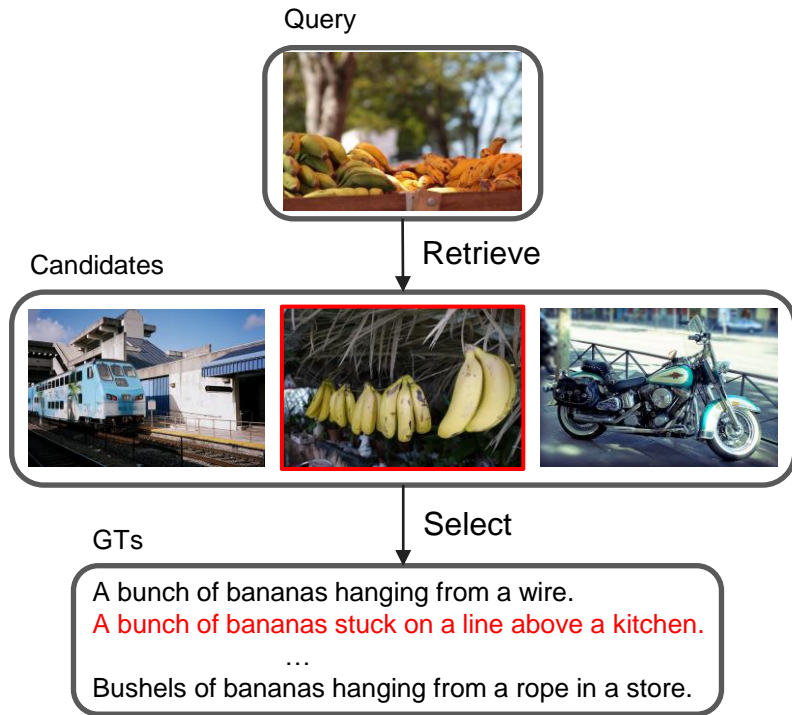 Query
Retrieve
Candidates
Select
GTs
A bunch of bananas hanging from a wire.
A bunch of bananas stuck on a line above a kitchen.
...
Bushels of bananas hanging from a rope in a store.